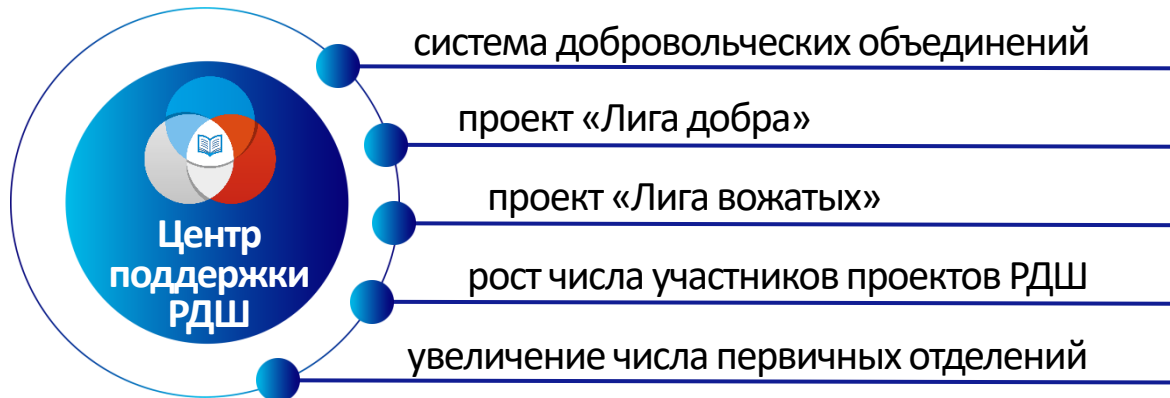 система добровольческих объединений
проект «Лига добра»
проект «Лига вожатых»
рост числа участников проектов РДШ
увеличение числа первичных отделений
Центр
поддержки
РДШ